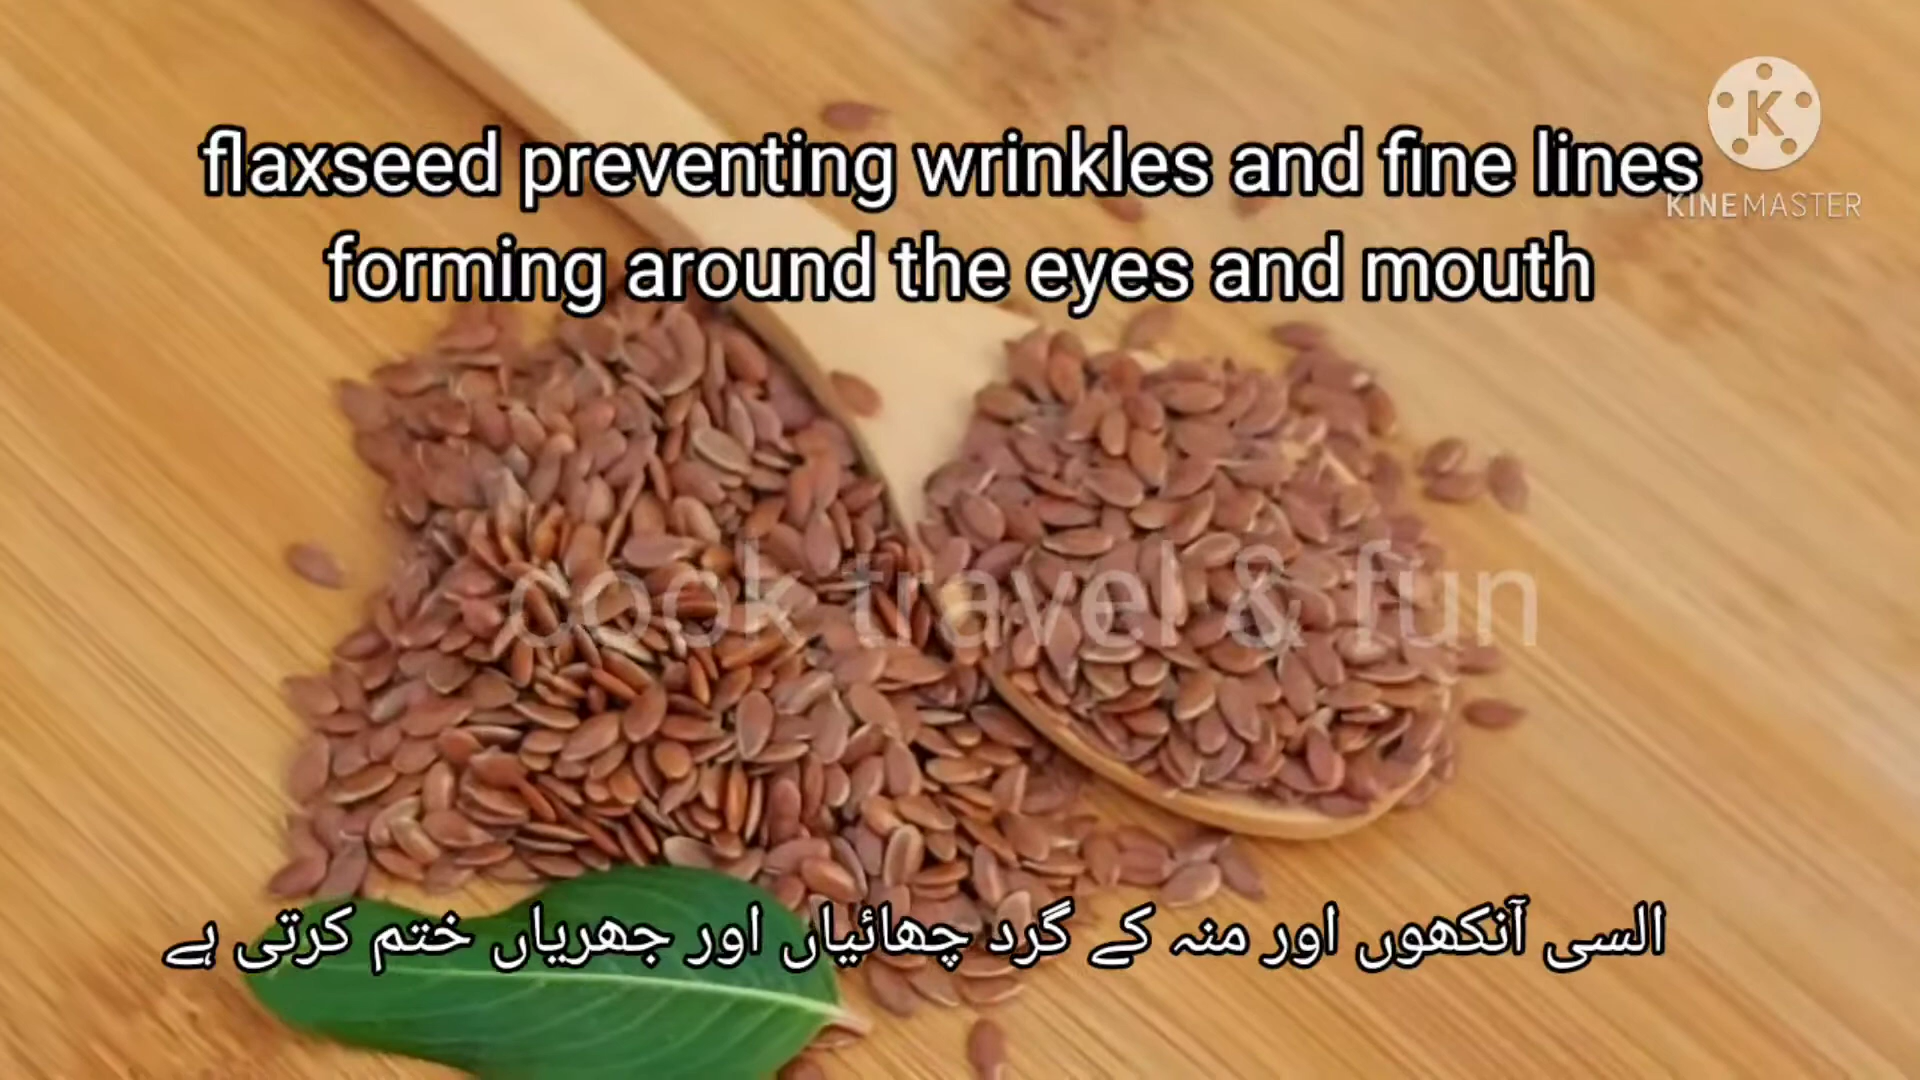 flaxseed preventing wrinkles and fine lines
K
KINEMASTER
forming around the eyes and mouth
cook travel & fun
السی آنکھوں اور منہ کے گرد چھائیاں اور جھریاں ختم کرتی ہے